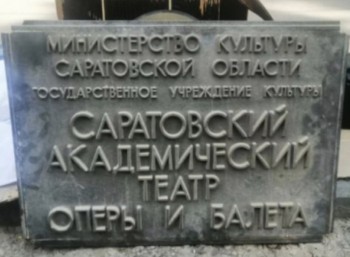 МИНИСТЕРСТВО КУЛЬТУРЫ
САРАТОВСКОЙ ОБЛАСТИ
ГОСУДАРСТВЕННОЕ УЧРЕЖДЕНИЕ КУЛЬТУРЫ
САРАТОВСКИЙ
АКАДЕМИЧЕСКИЙ
ТЕАТР
ОПЕРЫ И БАЛЕТА